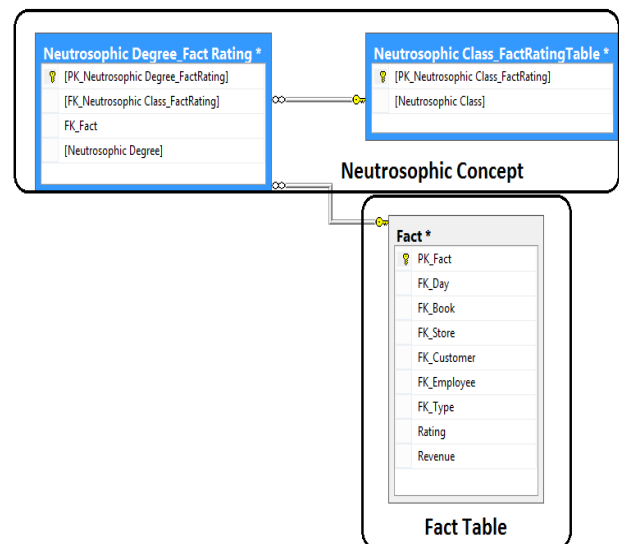 Neutrosophic Degree_Fact Rating *
[PK_Neutrosophic Degree_FactRating]
[FK_Neutrosophic Class_FactRating]
FK_Fact
[Neutrosophic Degree]
Neutrosophic Class_FactRatingTable *
[PK_Neutrosophic Class_FactRating]
[Neutrosophic Class]
Neutrosophic Concept
Fact *
PK_Fact
FK_Day
FK_Book
FK_Store
FK_Customer
FK_Employee
FK_Type
Rating
Revenue
Fact Table